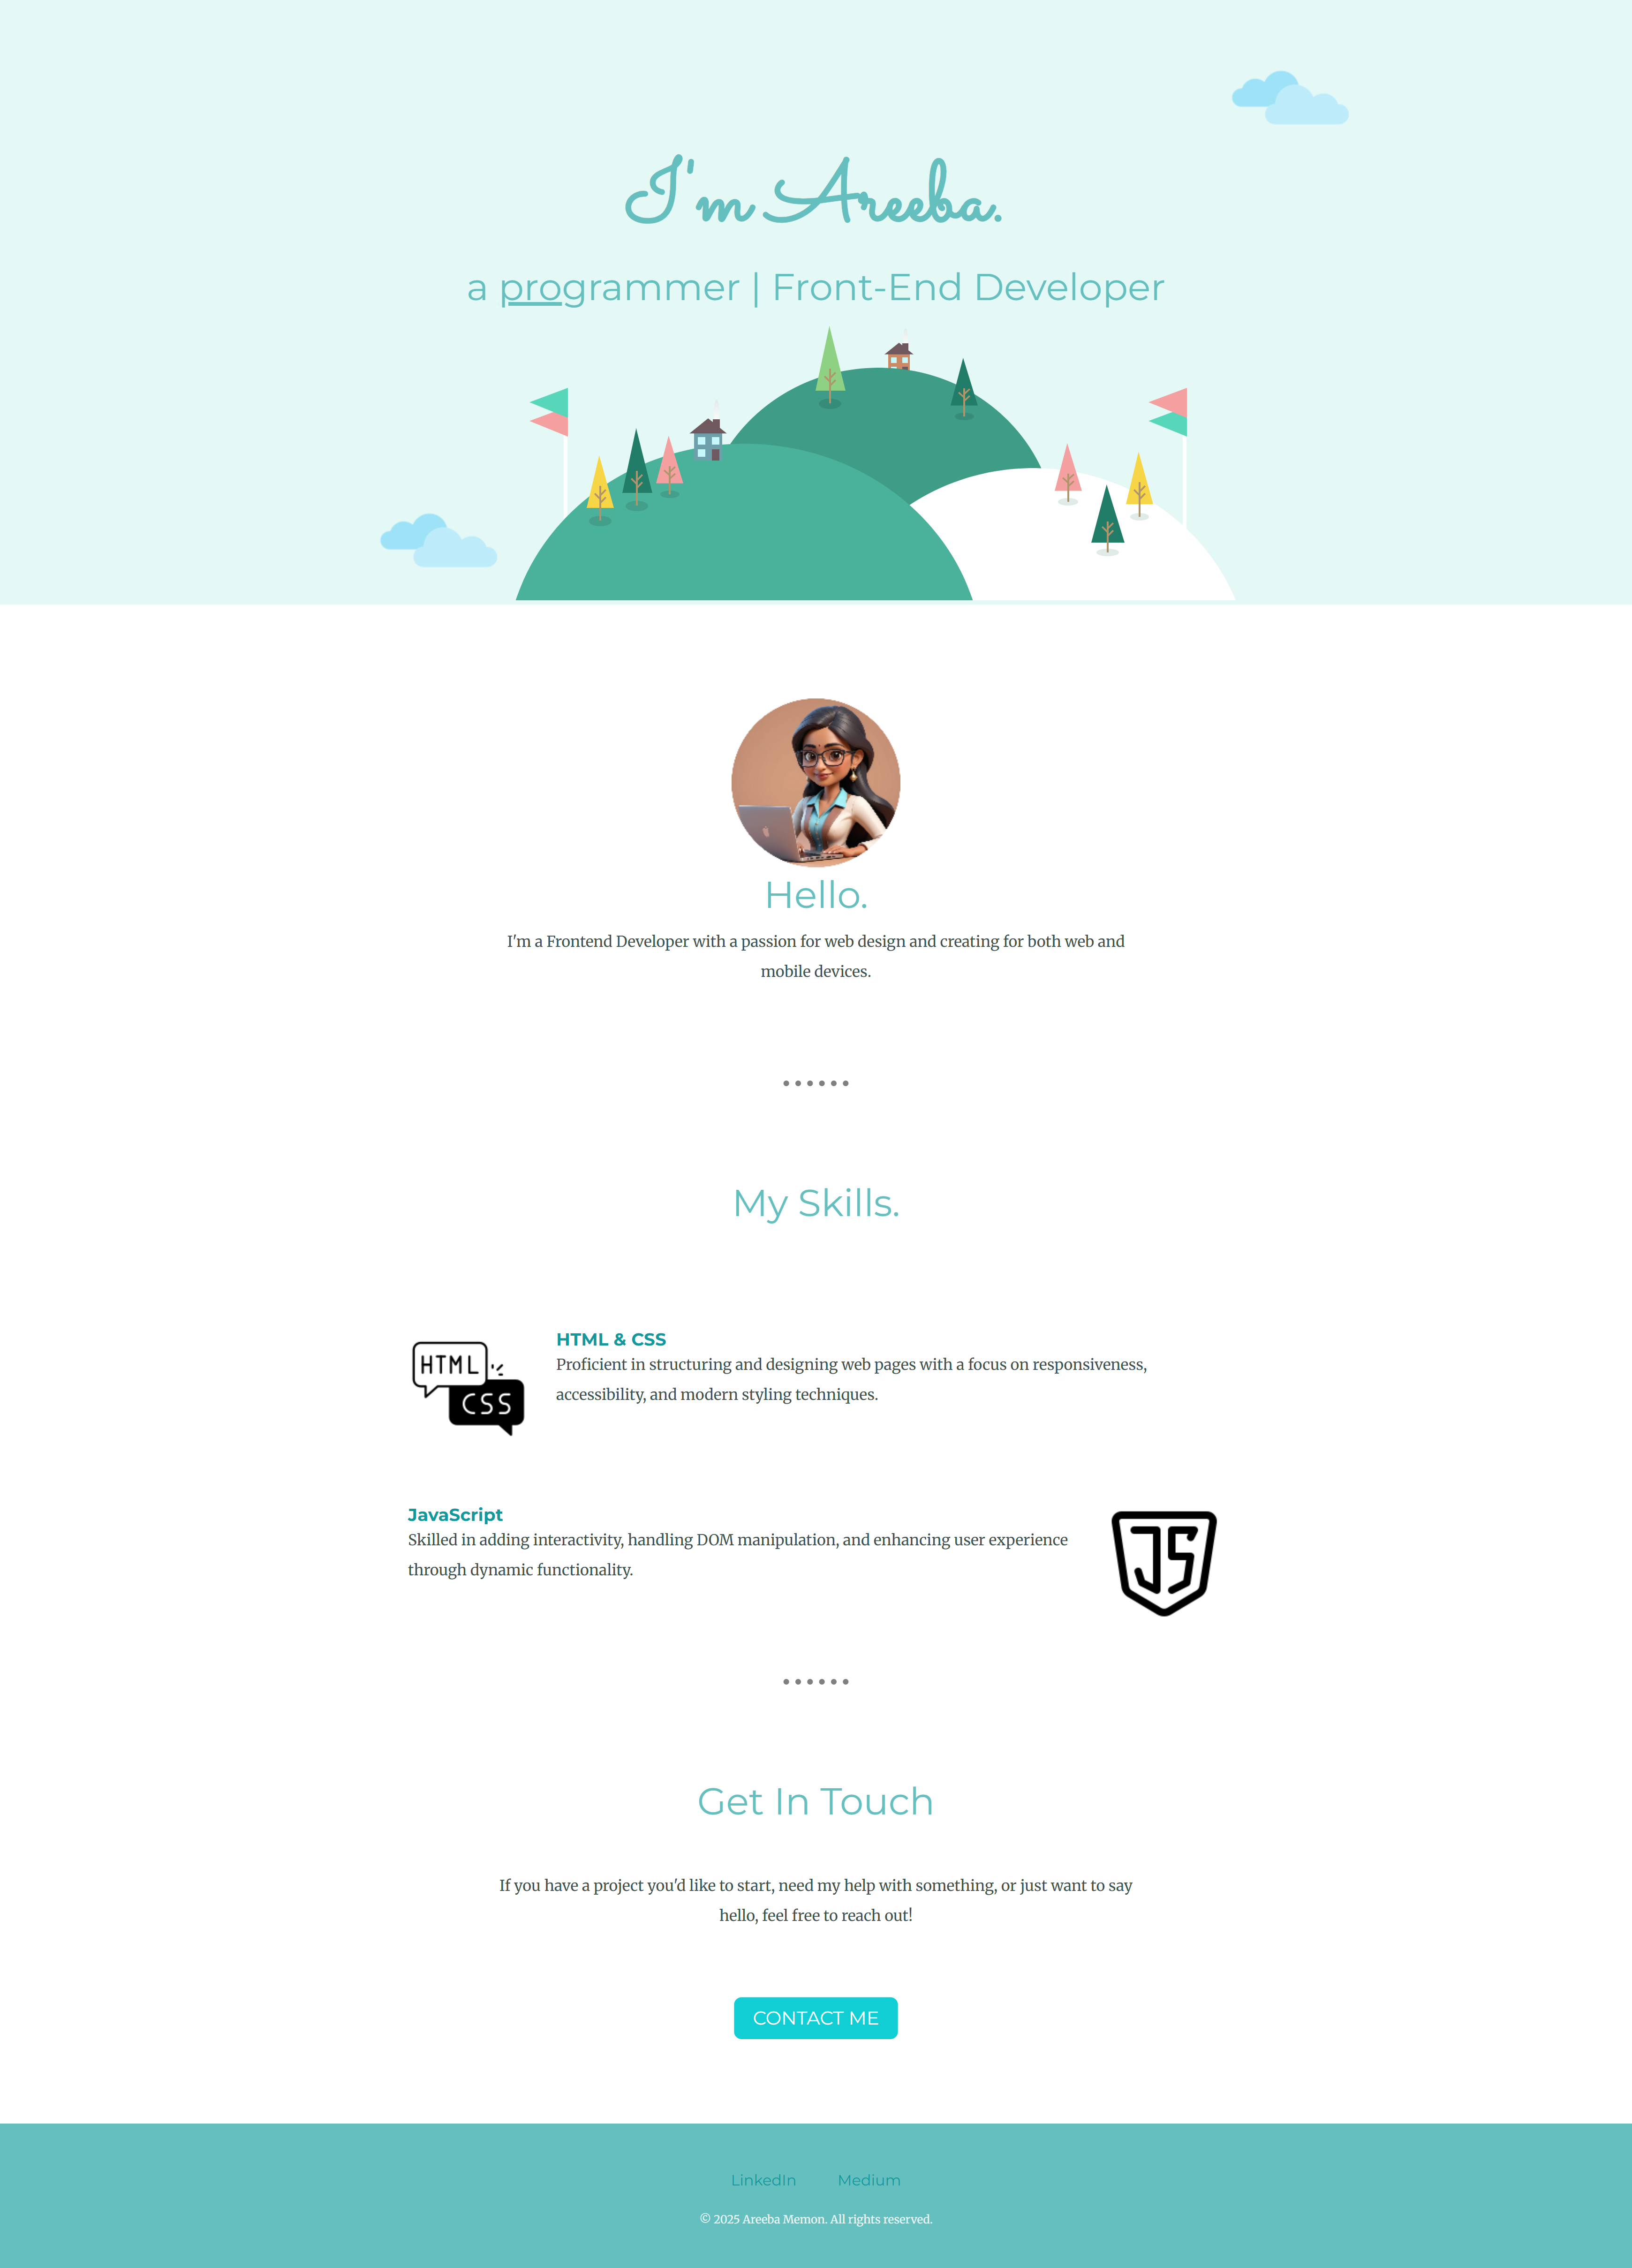 I'm Areeba.
a programmer | Front-End Developer
Hello.
I'm a Frontend Developer with a passion for web design and creating for both web and
mobile devices.
My Skills.
HTML
CSS
HTML & CSS
Proficient in structuring and designing web pages with a focus on responsiveness,
accessibility, and modern styling techniques.
JavaScript
Skilled in adding interactivity, handling DOM manipulation, and enhancing user experience
through dynamic functionality.
JS
Get In Touch
If you have a project you'd like to start, need my help with something, or just want to say
hello, feel free to reach out!
CONTACT ME
LinkedIn Medium
© 2025 Areeba Memon. All rights reserved.